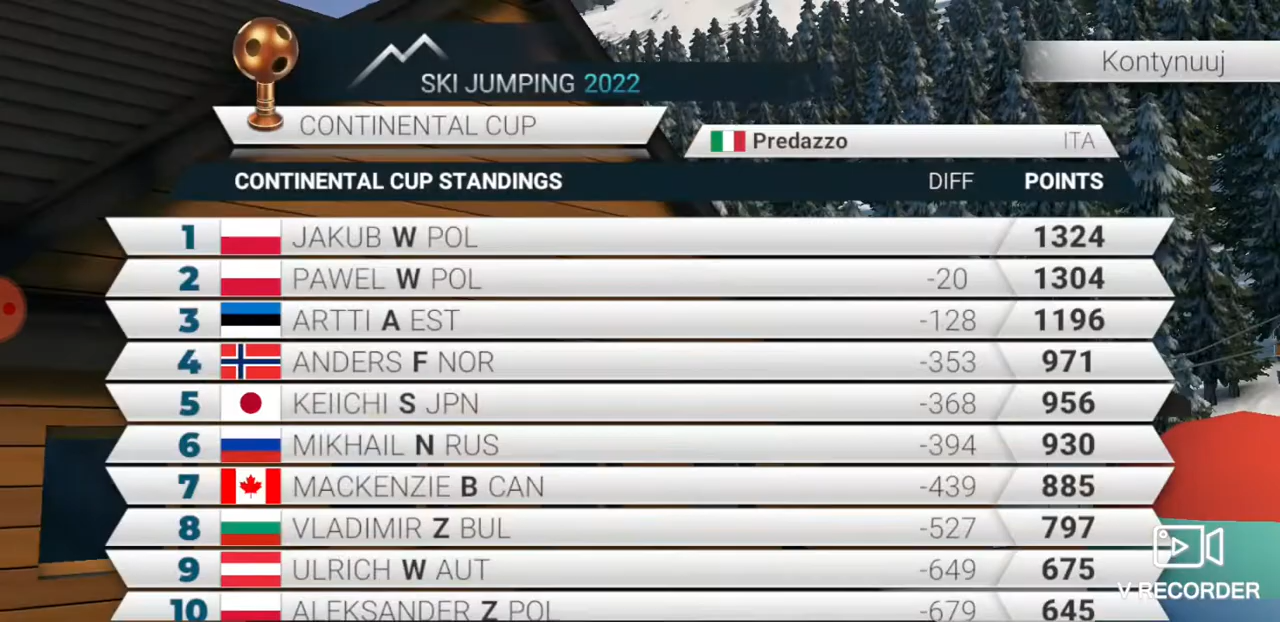 SKI JUMPING 2022
Kontynuuj
CONTINENTAL CUP
Predazzo ITA
CONTINENTAL CUP STANDINGS DIFF POINTS
1 JAKUB W POL 1324
2 PAWEL W POL -20 1304
3 ARTTI A EST -128 1196
4 ANDERS F NOR -353 971
5 KEIICHI S JPN -368 956
6 MIKHAIL N RUS -394 930
7 MACKENZIE B CAN -439 885
8 VLADIMIR Z BUL -527 797
9 ULRICH W AUT -649 675
10 ALEKSANDER Z POL -679 645
V RECORDER